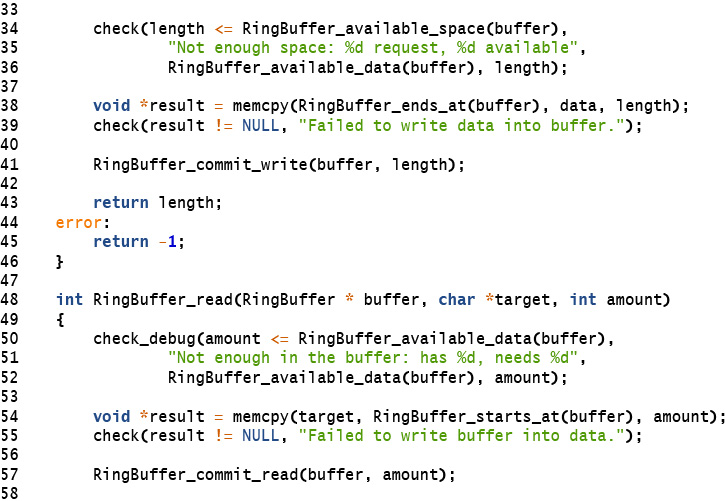 33
34 check(length <= RingBuffer_available_space(buffer),
35 "Not enough space: %d request, %d available",
36 RingBuffer_available_data(buffer), length);
37
38 void *result = memcpy(RingBuffer_ends_at(buffer), data, length);
39 check(result != NULL, "Failed to write data into buffer.");
40
41 RingBuffer_commit_write(buffer, length);
42
43 return length;
44 error:
45 return -1;
46 }
47
48 int RingBuffer_read(RingBuffer * buffer, char *target, int amount)
49 {
50 check_debug(amount <= RingBuffer_available_data(buffer),
51 "Not enough in the buffer: has %d, needs %d",
52 RingBuffer_available_data(buffer), amount);
53
54 void *result = memcpy(target, RingBuffer_starts_at(buffer), amount);
55 check(result != NULL, "Failed to write buffer into data.");
56
57 RingBuffer_commit_read(buffer, amount);
58